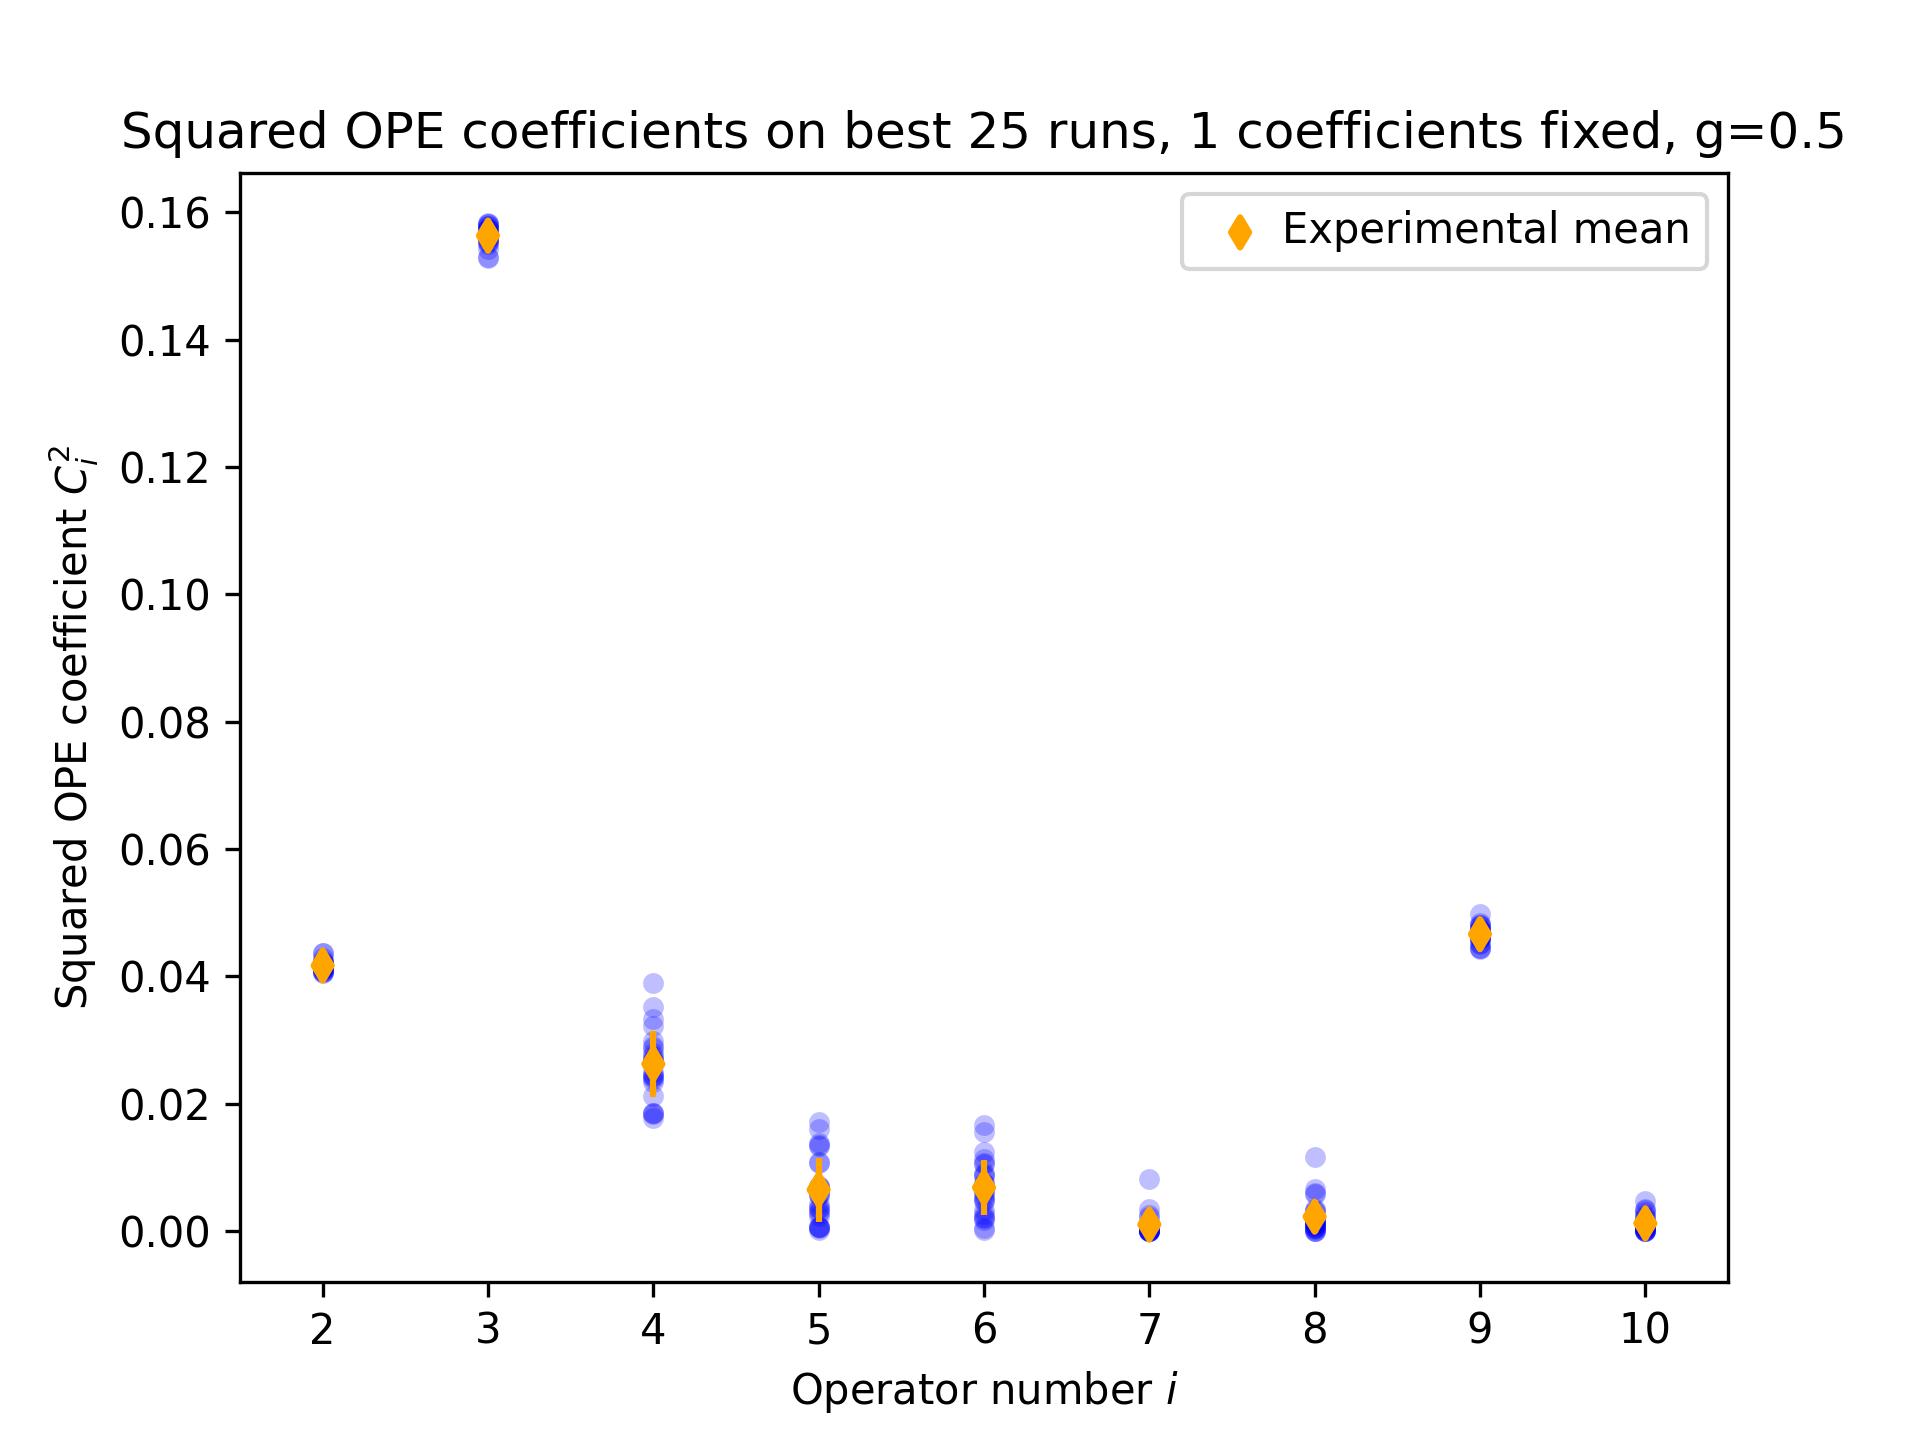 Squared OPE coefficients on best 25 runs, 1 coefficients fixed, g=0.5
Experimental mean
Squared OPE coefficient $C_i^2$
0.16
0.14
0.12
0.10
0.08
0.06
0.04
0.02
0.00
2 3 4 5 6 7 8 9 10
Operator number i